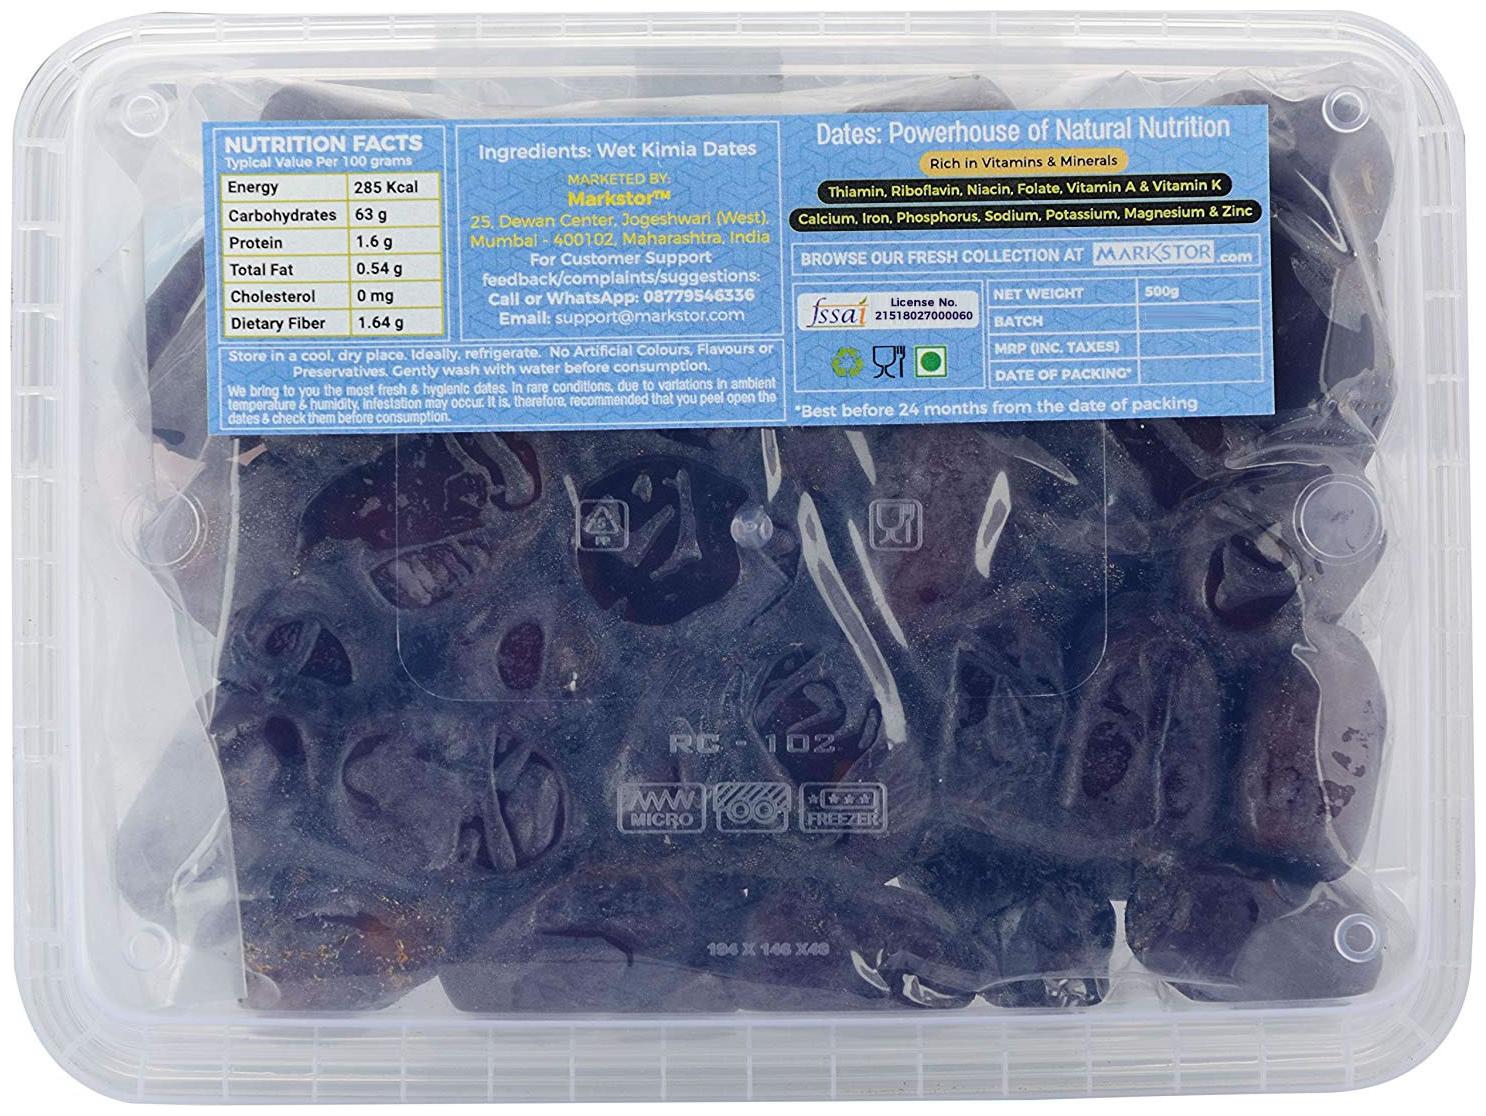 NUTRITION FACTS
Typical Value Per 100 grams
Energy 285 Kcal
Carbohydrates 63 g
Protein 1.6 g
Total Fat 0.54 g
Cholesterol 0 mg
Dietary Fiber 1.64 g
Ingredients: Wet Kimia Dates
MARKETED BY:
Markstor™
25, Dewan Center, Jogeshwari (West),
Mumbai - 400102, Maharashtra, India
For Customer Support
feedback/complaints/suggestions:
Call or WhatsApp: 08779546336
Email: support@markstor.com
Store in a cool, dry place. Ideally, refrigerate. No Artificial Colours, Flavours or
Preservatives. Gently wash with water before consumption.
We bring to you the most fresh & hygienic dates. In rare conditions, due to variations in ambient
temperature & humidity, infestation may occur. It is, therefore, recommended that you peel open the
dates & check them before consumption.
Dates: Powerhouse of Natural Nutrition
Rich in Vitamins & Minerals
Thiamin, Riboflavin, Niacin, Folate, Vitamin A & Vitamin K
Calcium, Iron, Phosphorus, Sodium, Potassium, Magnesium & Zinc
BROWSE OUR FRESH COLLECTION AT MARKSTOR.com
fssai License No.
21518027000060
NET WEIGHT 500g
BATCH
MRP (INC. TAXES)
DATE OF PACKING*
*Best before 24 months from the date of packing
PP
RC - 102
MICRO
FREEZER
194 X 146 X48